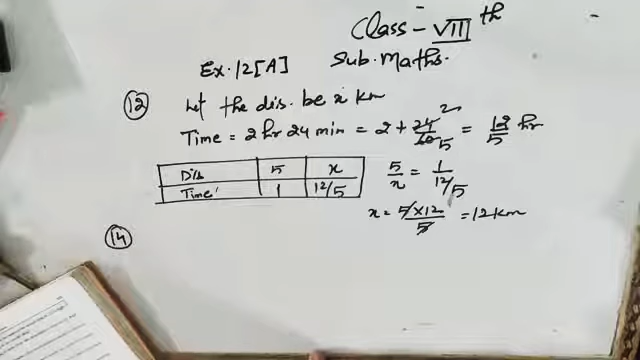 Class - VIII th
Ex. 12[A] Sub. Maths.
(12) Let the dis. be x km
Time = 2 hr 24 min = 2 + 24/60 2/5 = 12/5 hr
Dis 5 x
Time 1 12/5
5/x = 1/12/5
x = 5×12/5 = 12 km
(14)